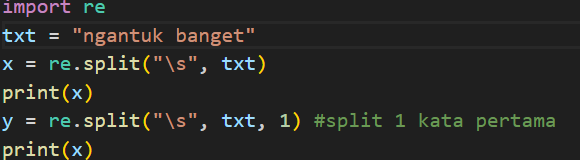 import re
txt = "ngantuk banget"
x = re.split("\s", txt)
print(x)
y = re.split("\s", txt, 1) #split 1 kata pertama
print(x)